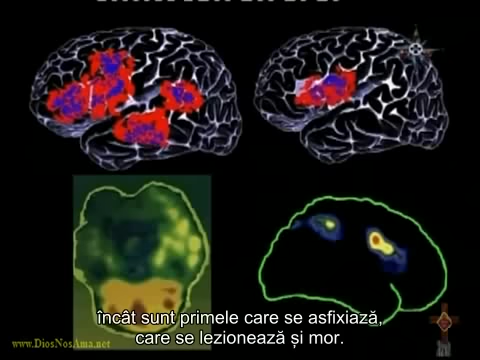 încât sunt primele care se asfixiază,
care se lezionează și mor.
www.DiosNosAma.net